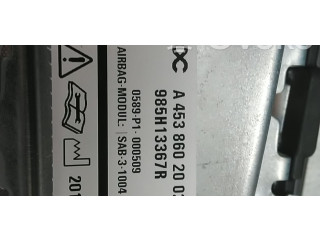 A 453 860 20 0
985H13367R
0589-P1- 000509
AIRBAG-MODUL: SAB-3-1004
201